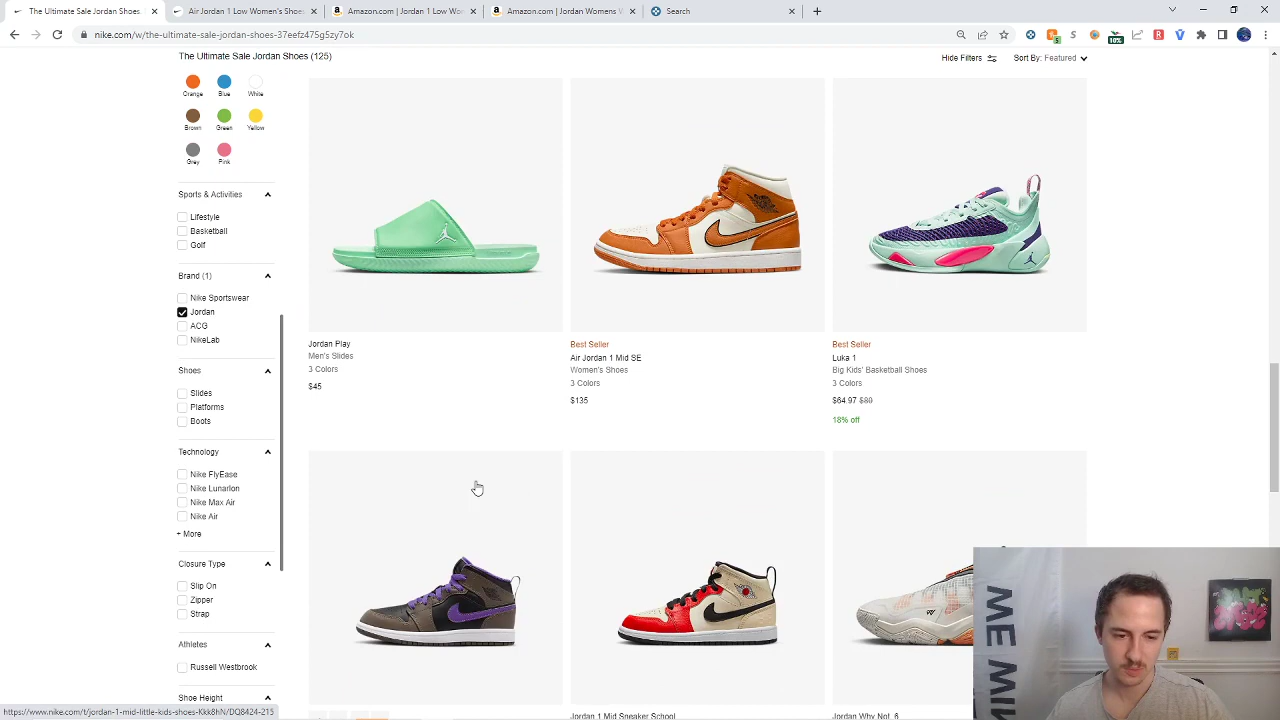 The Ultimate Sale Jordan Shoes
Air Jordan 1 Low Women's Shoes
Amazon.com | Jordan 1 Low Wom
Amazon.com | Jordan Womens W
Search
nike.com/w/the-ultimate-sale-jordan-shoes-37eefz475g5zy7ok
5
10%
R
The Ultimate Sale Jordan Shoes (125)
Hide Filters
Sort By: Featured
Orange
Blue
White
Brown
Green
Yellow
Grey
Pink
Sports & Activities
Lifestyle
Basketball
Golf
Brand (1)
Nike Sportswear
Jordan
ACG
NikeLab
Shoes
Slides
Platforms
Boots
Technology
Nike FlyEase
Nike Lunarlon
Nike Max Air
Nike Air
+ More
Closure Type
Slip On
Zipper
Strap
Athletes
Russell Westbrook
Shoe Height
Jordan Play
Men's Slides
3 Colors
$45
Best Seller
Air Jordan 1 Mid SE
Women's Shoes
3 Colors
$135
Best Seller
Luka 1
Big Kids' Basketball Shoes
3 Colors
$64.97 $80
18% off
Jordan 1 Mid Sneaker School
Jordan Why Not .6
https://www.nike.com/t/jordan-1-mid-little-kids-shoes-Kkk8hN/DQ8424-215